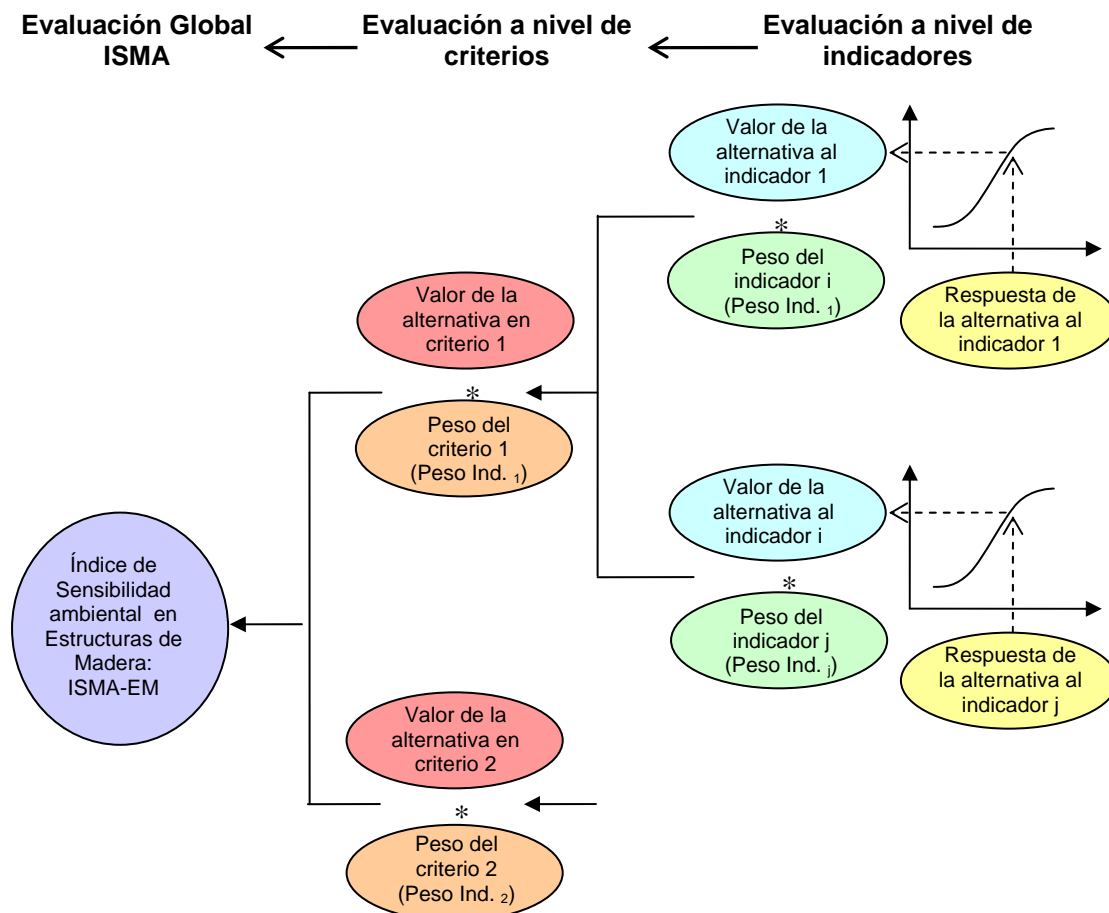 Evaluación Global
ISMA
Evaluación a nivel de
criterios
Evaluación a nivel de
indicadores
Valor de la
alternativa al
indicador 1
*
Peso del
indicador i
(Peso Ind. 1)
Respuesta de
la alternativa al
indicador 1
Valor de la
alternativa en
criterio 1
*
Peso del
criterio 1
(Peso Ind. 1)
Valor de la
alternativa al
indicador i
*
Peso del
indicador j
(Peso Ind. j)
Respuesta de
la alternativa al
indicador j
Índice de
Sensibilidad
ambiental en
Estructuras de
Madera:
ISMA-EM
Valor de la
alternativa en
criterio 2
*
Peso del
criterio 2
(Peso Ind. 2)